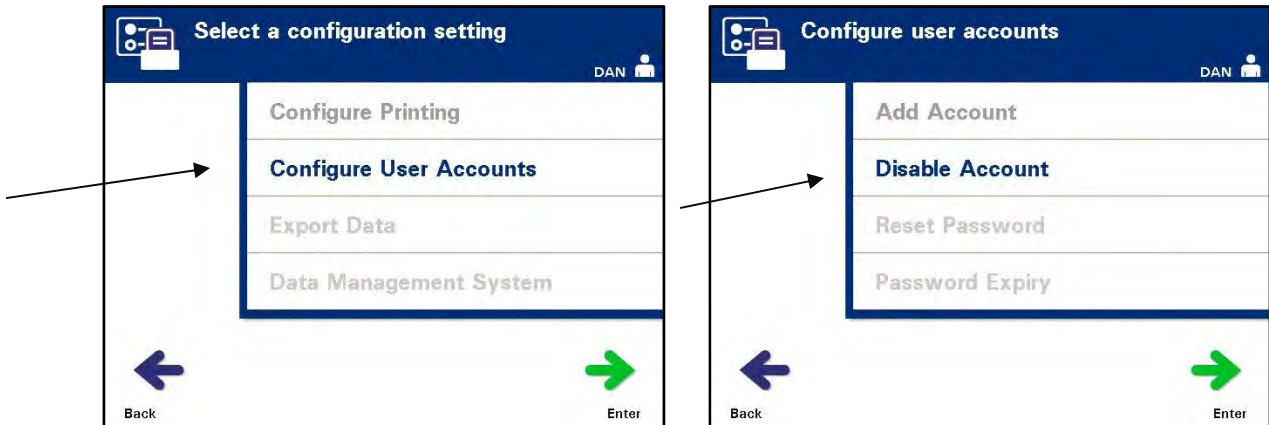 Select a configuration setting
DAN
Configure Printing
Configure User Accounts
Export Data
Data Management System
Back
Enter
Configure user accounts
DAN
Add Account
Disable Account
Reset Password
Password Expiry
Back
Enter